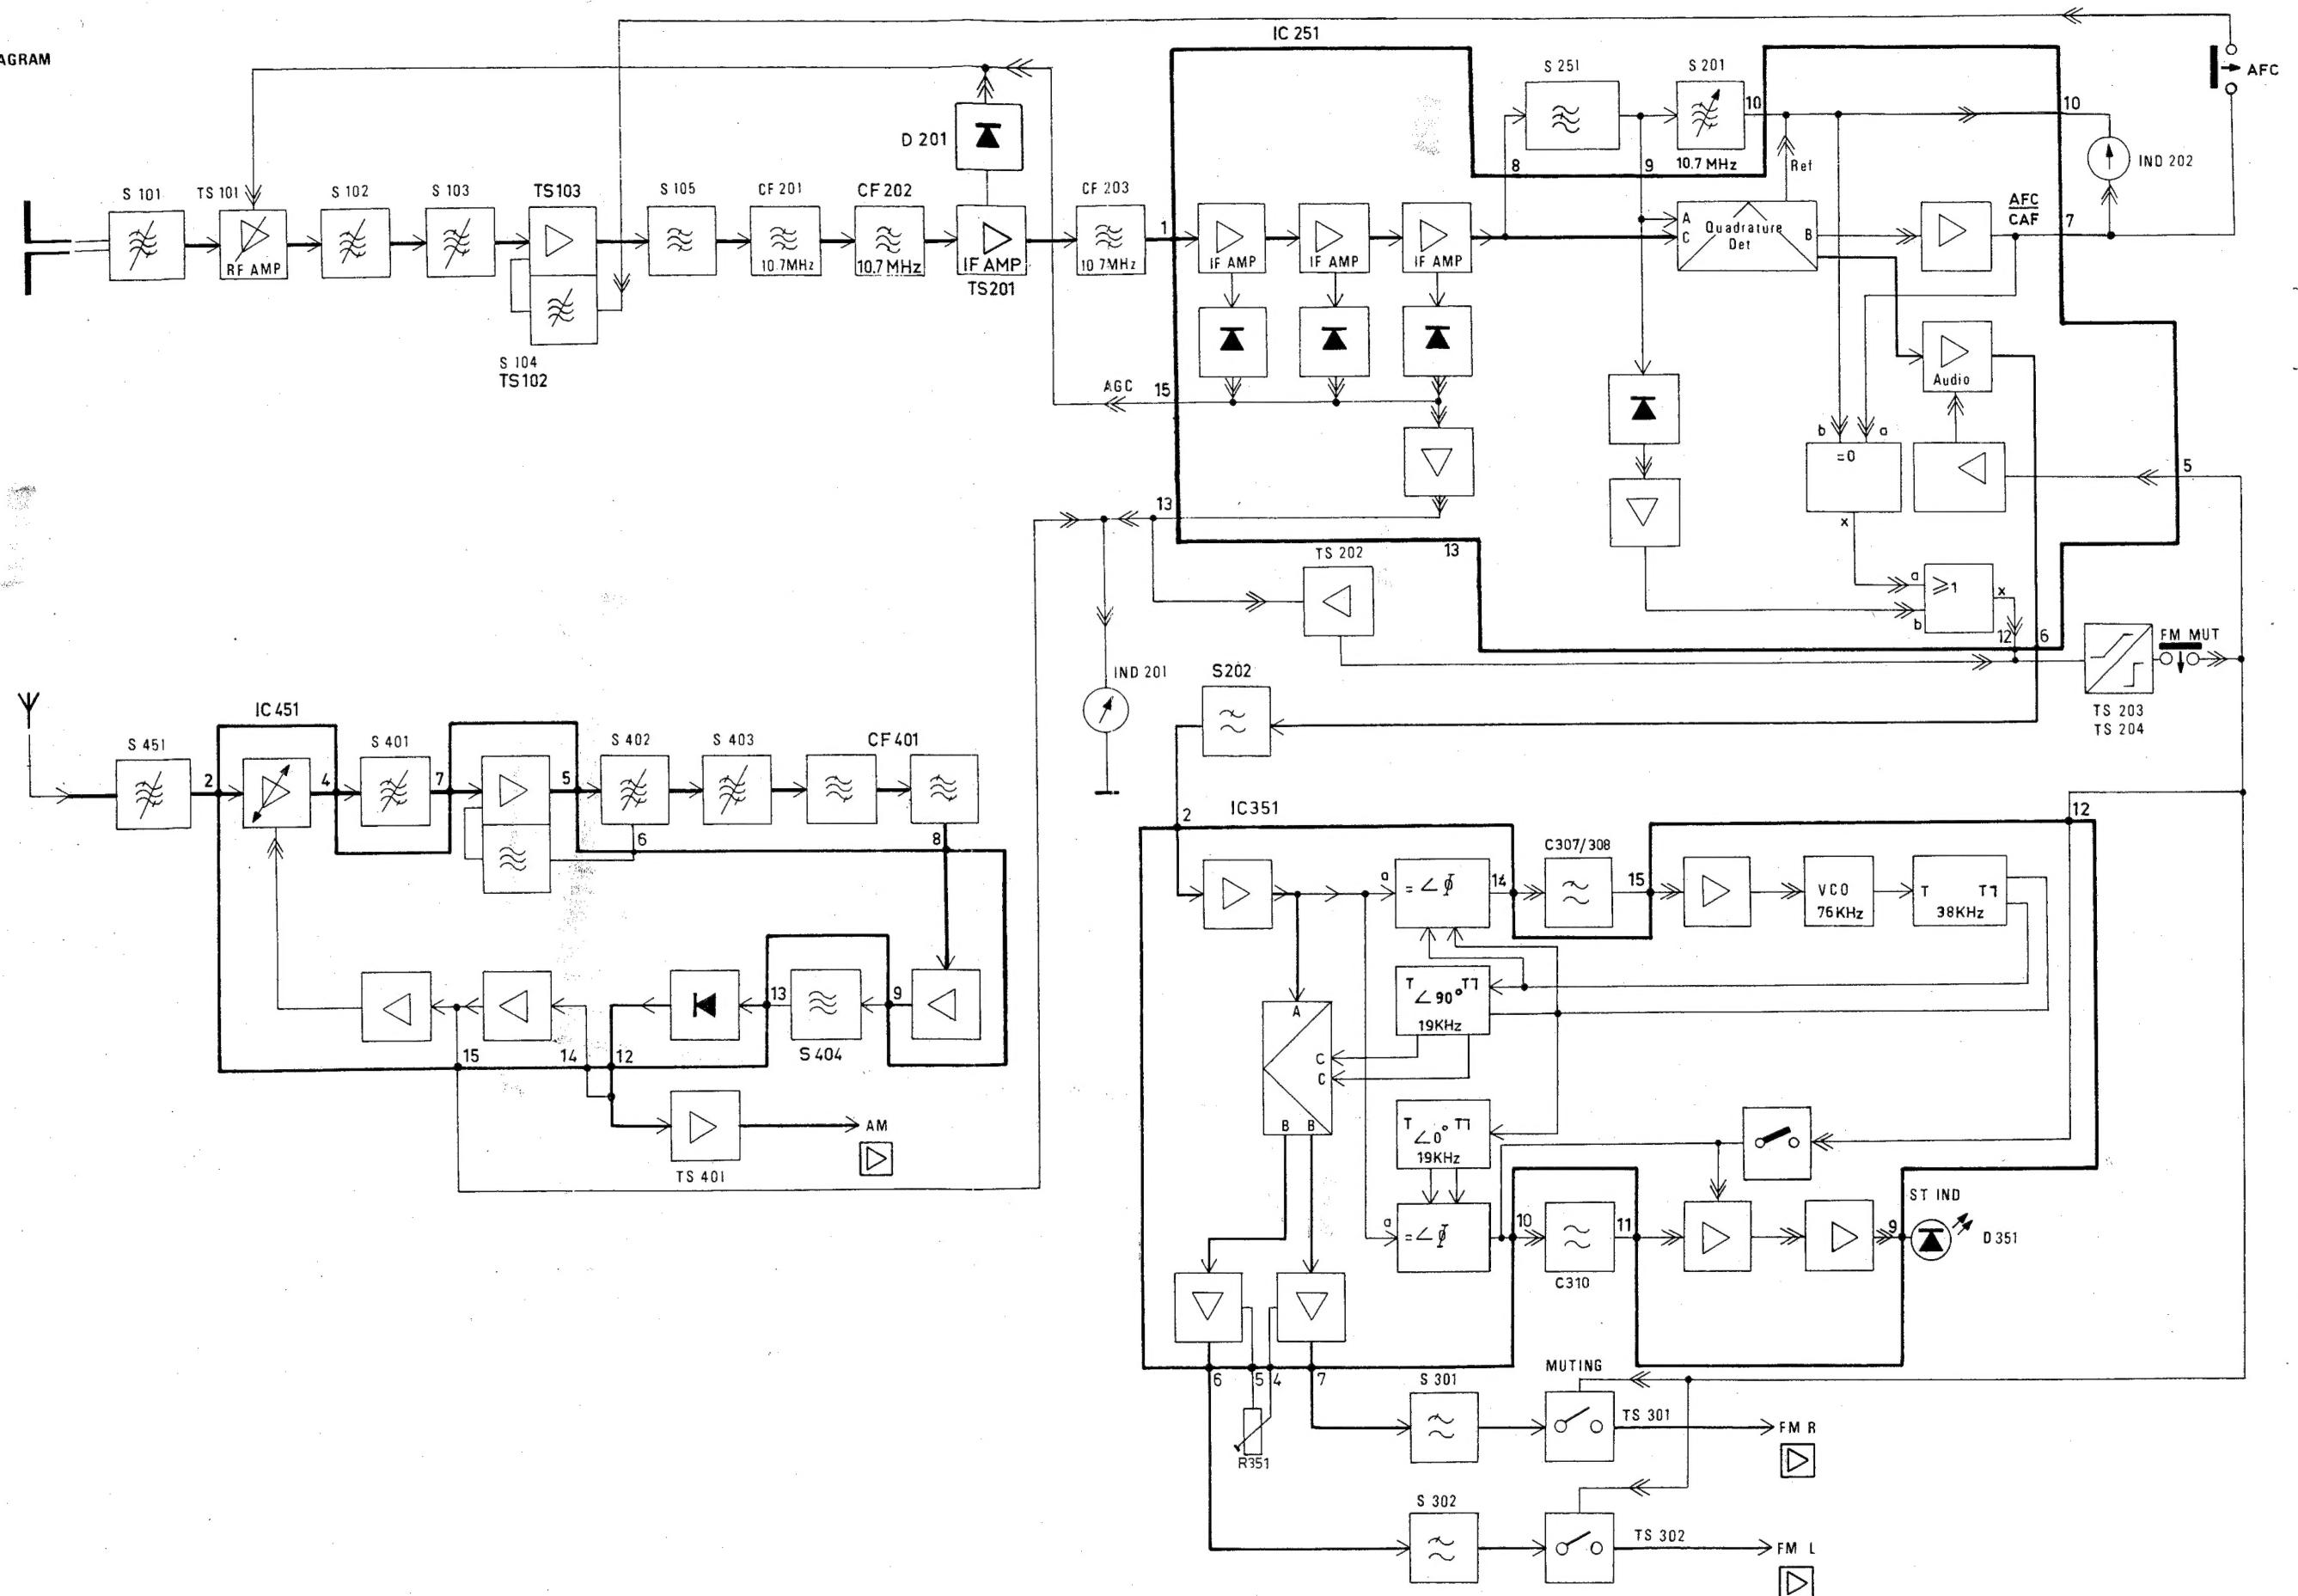 AGRAM
IC 251
S 251
S 201
AFC
D 201
10
10
IND 202
8
9
10.7 MHz
Ref
S 101
TS 101
S 102
S 103
TS103
S 105
CF 201
CF 202
CF 203
RF AMP
10.7MHz
10.7 MHz
IF AMP
TS201
10 7MHz
1
IF AMP
IF AMP
IF AMP
A
C
Quadrature
Det
B
AFC
CAF
7
S 104
TS102
AGC
15
Audio
b
a
=0
5
x
13
13
TS 202
a
≥1
x
b
12
6
FM MUT
TS 203
TS 204
IND 201
S202
IC 451
S 451
2
4
S 401
7
5
S 402
S 403
CF 401
6
8
13
9
S 404
15
14
12
TS 401
AM
2
IC351
12
C307/308
a
=∠Φ
14
15
VCO
76KHz
T
38KHz
T
∠90°
19KHz
A
C
C
B
B
T
∠0°
19KHz
a
=∠Φ
10
11
C310
9
ST IND
D 351
6
5
4
7
R351
MUTING
S 301
TS 301
FM R
S 302
TS 302
FM L